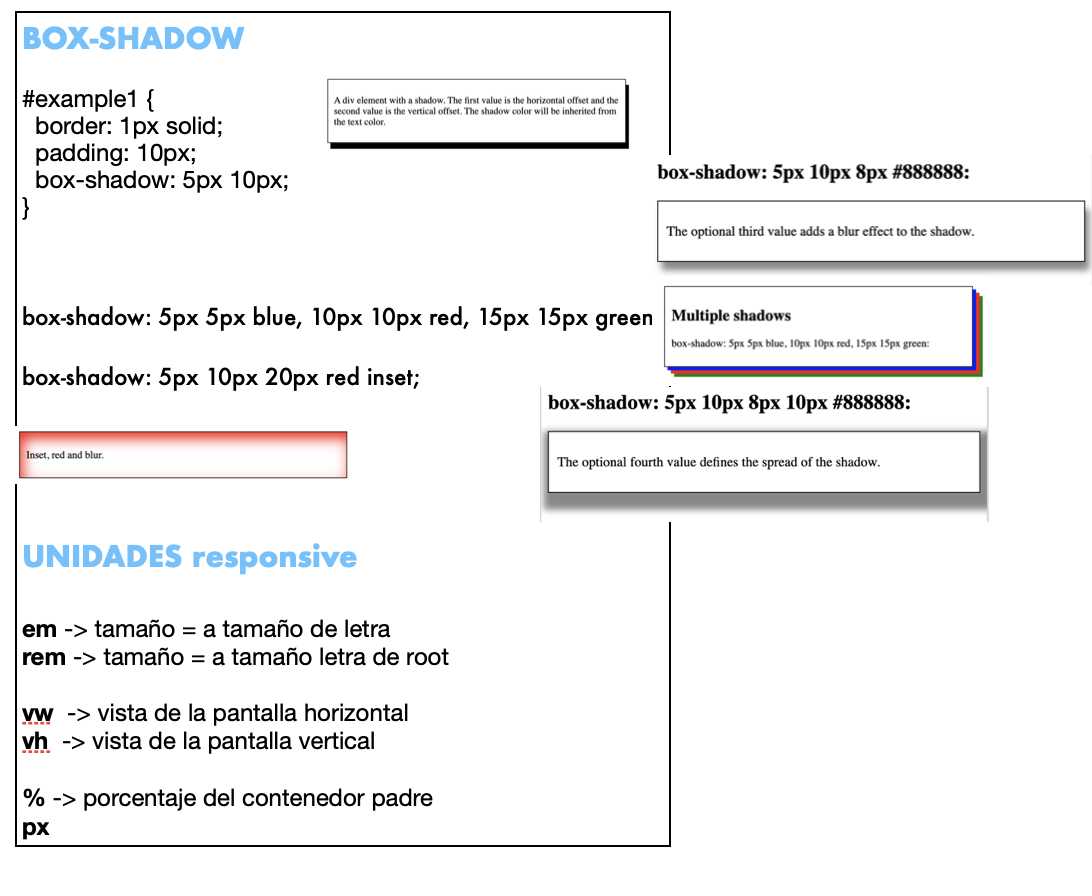 BOX-SHADOW
#example1 {
border: 1px solid;
padding: 10px;
box-shadow: 5px 10px;
}
A div element with a shadow. The first value is the horizontal offset and the
second value is the vertical offset. The shadow color will be inherited from
the text color.
box-shadow: 5px 10px 8px #888888:
The optional third value adds a blur effect to the shadow.
box-shadow: 5px 5px blue, 10px 10px red, 15px 15px green
Multiple shadows
box-shadow: 5px 5px blue, 10px 10px red, 15px 15px green:
box-shadow: 5px 10px 20px red inset;
Inset, red and blur.
box-shadow: 5px 10px 8px 10px #888888:
The optional fourth value defines the spread of the shadow.
UNIDADES responsive
em -> tamaño = a tamaño de letra
rem -> tamaño = a tamaño letra de root
vw -> vista de la pantalla horizontal
vh -> vista de la pantalla vertical
% -> porcentaje del contenedor padre
px